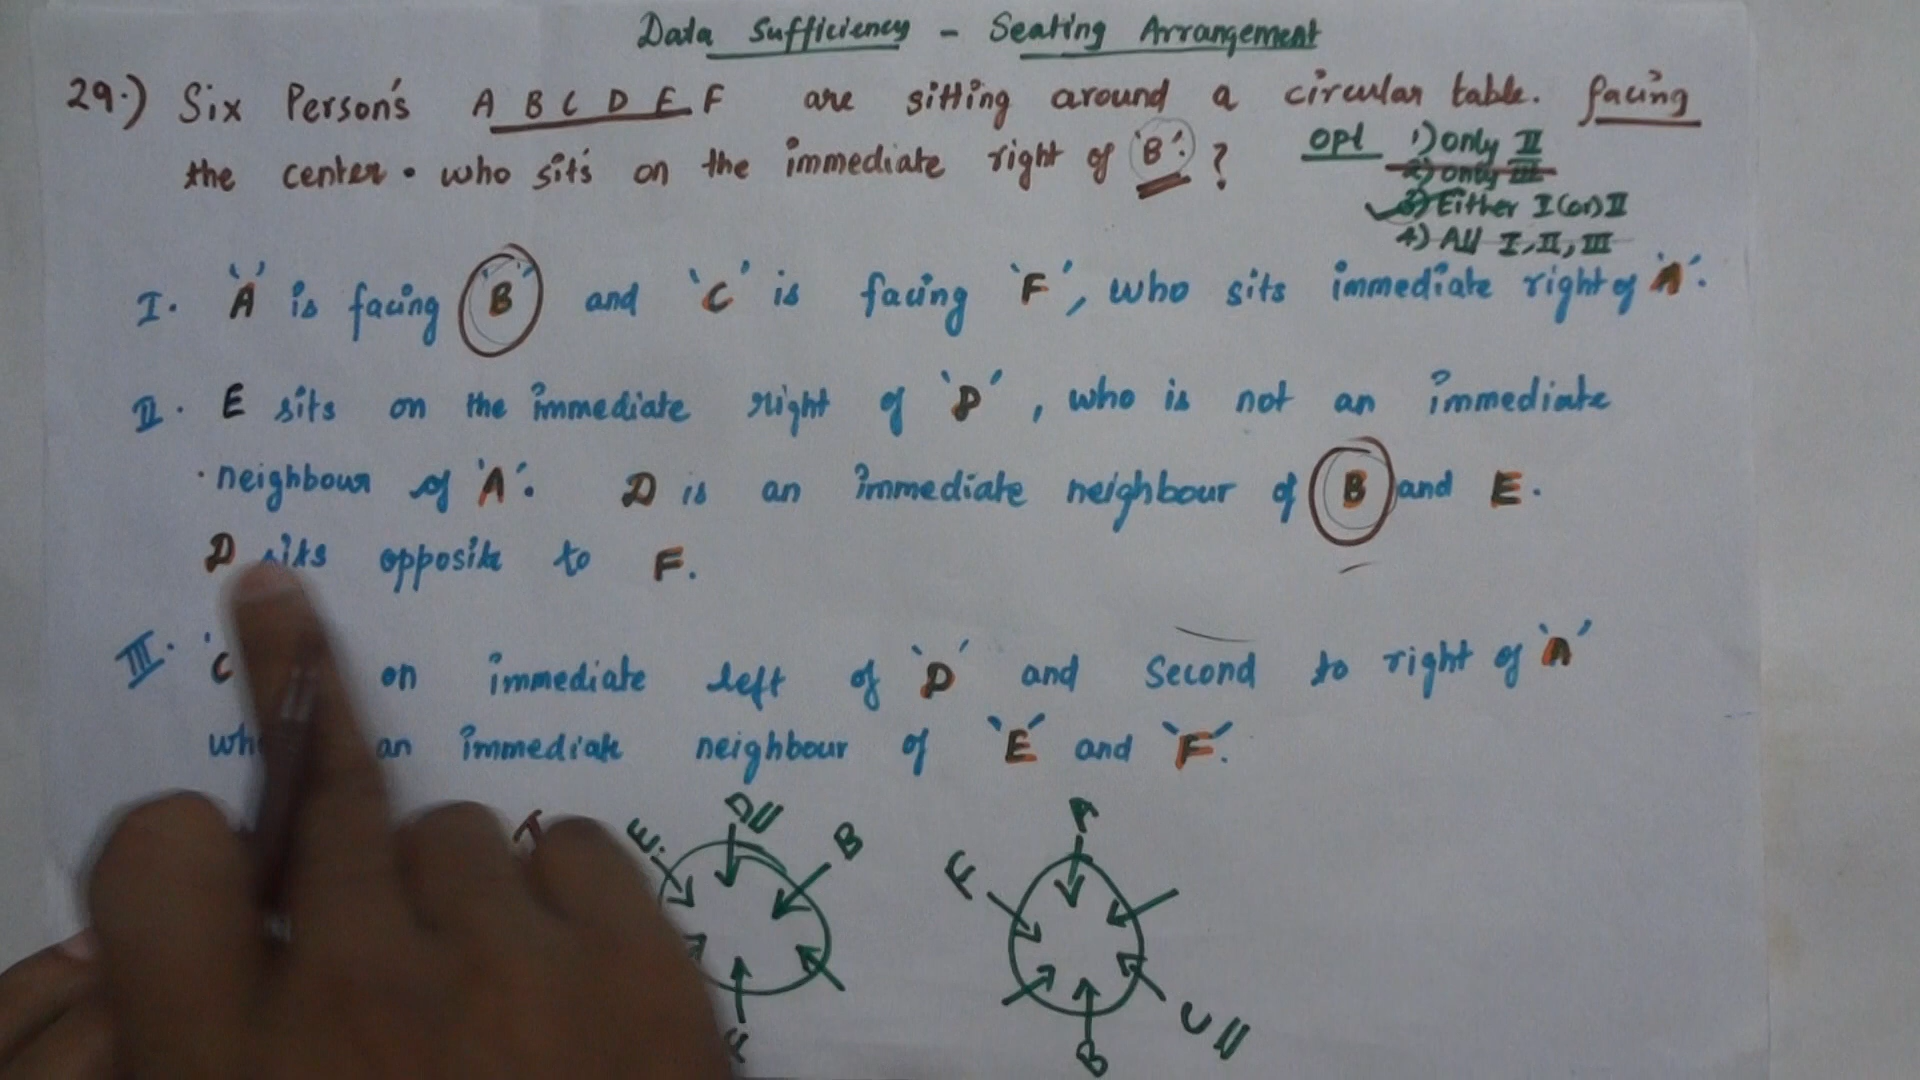 Data Sufficiency - Seating Arrangement
29.) Six Person's A B C D E F are sitting around a circular table. facing
the center. who sits on the immediate right of 'B'. ?
opt 1) only II
2) only III
3) Either I (or) II
4) All I, II, III
I. 'A' is facing 'B' and 'C' is facing 'F', who sits immediate right of 'A'.
II. E sits on the immediate right of 'D', who is not an immediate
neighbour of 'A'. D is an immediate neighbour of B and E.
D sits opposite to F.
III. 'C on immediate left of 'D' and Second to right of 'A'
an immediate neighbour of 'E' and 'F'.
E D B
A
F
C
B